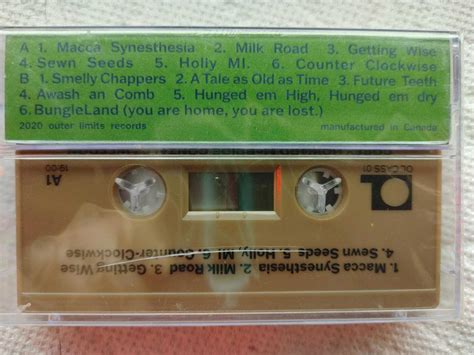 A 1. Macca Synesthesia 2. Milk Road 3. Getting Wise
4. Sewn Seeds 5. Holly MI. 6. Counter Clockwise
B 1. Smelly Chappers 2. A Tale as Old as Time 3. Future Teeth
4. Awash an Comb 5. Hunged em High, Hunged em dry
6. BungleLand (you are home, you are lost.)
2020 outer limits records manufactured in Canada
A1
19:00
OLCASS 01
1. Macca Synesthesia 2. Milk Road 3. Getting Wise
4. Sewn Seeds 5. Holly, MI 6. Counter-Clockwise